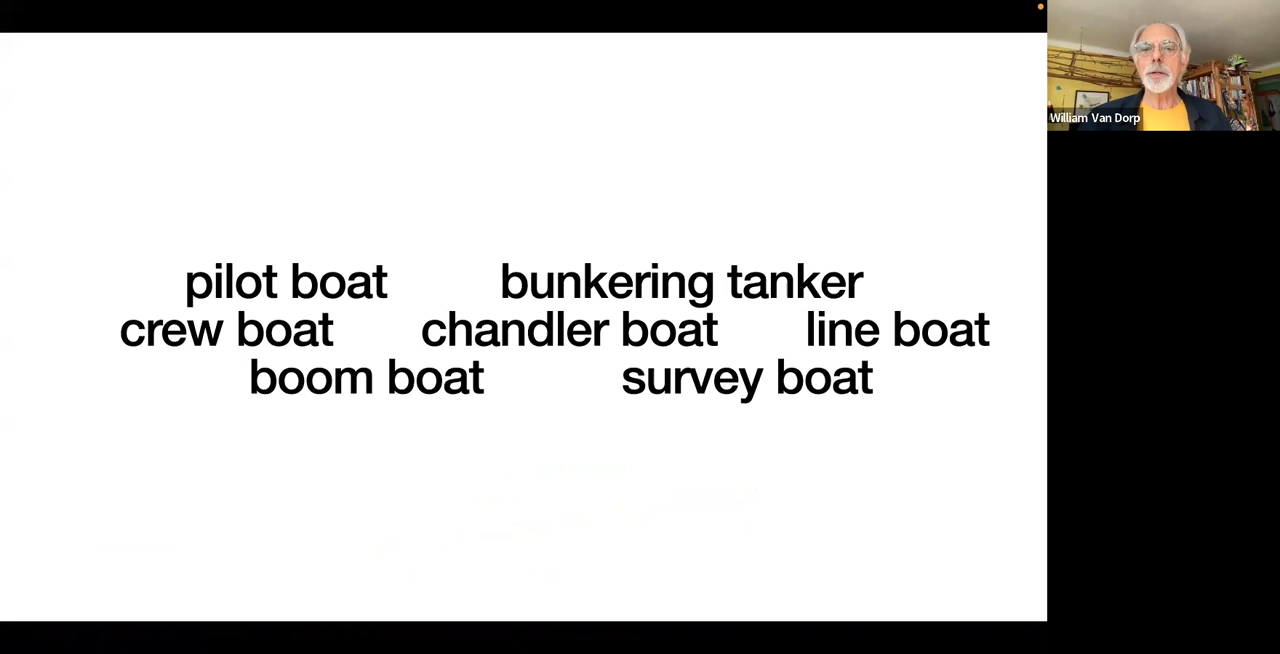 pilot boat bunkering tanker
crew boat chandler boat line boat
boom boat survey boat
William Van Dorp